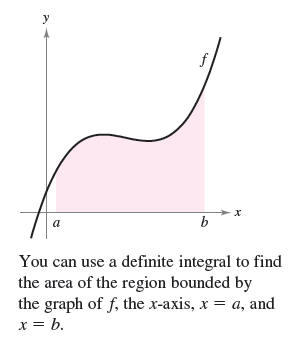 y
f
x
a
b
You can use a definite integral to find
the area of the region bounded by
the graph of f, the x-axis, x = a, and
x = b.